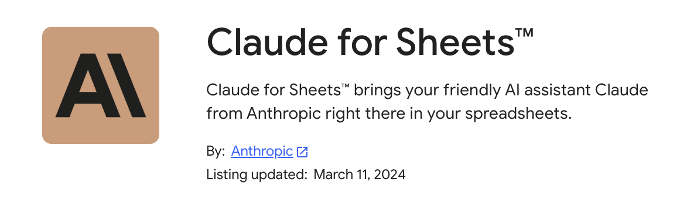 Claude for Sheets™
AI
Claude for Sheets™ brings your friendly AI assistant Claude
from Anthropic right there in your spreadsheets.
By: Anthropic
Listing updated: March 11, 2024